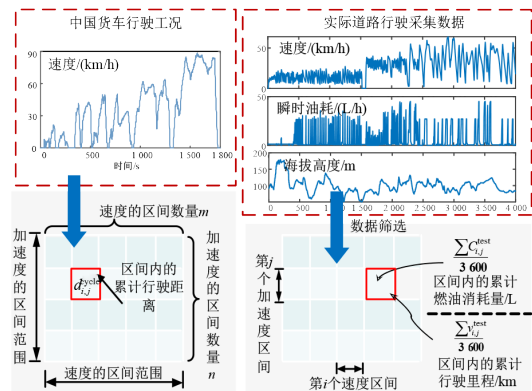 中国货车行驶工况
速度/(km/h)
90
60
30
0
0 500 1 000 1 500 1 800
时间/s
实际道路行驶采集数据
速度/(km/h)
50
0
瞬时油耗/(L/h)
50
0
海拔高度/m
200
150
100
50
0 500 1 000 1 500 2 000 2 500 3 000 3 500 4 000
数据筛选
速度的区间数量m
加速度的区间范围
d_{i,j}^{cycle}
区间内的
累计行驶距
离
加速度的区间数量n
速度的区间范围
第j个加速度区间
第i个速度区间
∑C_{i,j}^{test}
3 600
区间内的累计
燃油消耗量/L
∑v_{i,j}^{test}
3 600
区间内的累计
行驶里程/km